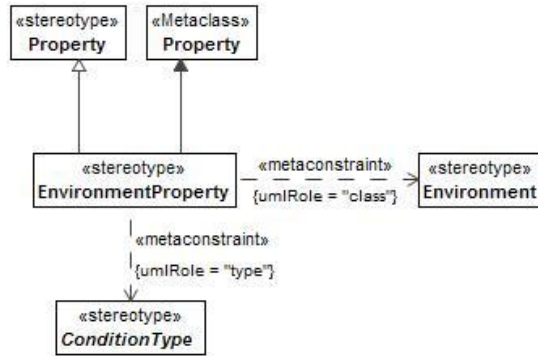 «stereotype»
Property
«Metaclass»
Property
«stereotype»
EnvironmentProperty
«metaconstraint»
{umlRole = "class"}
«stereotype»
Environment
«metaconstraint»
{umlRole = "type"}
«stereotype»
ConditionType